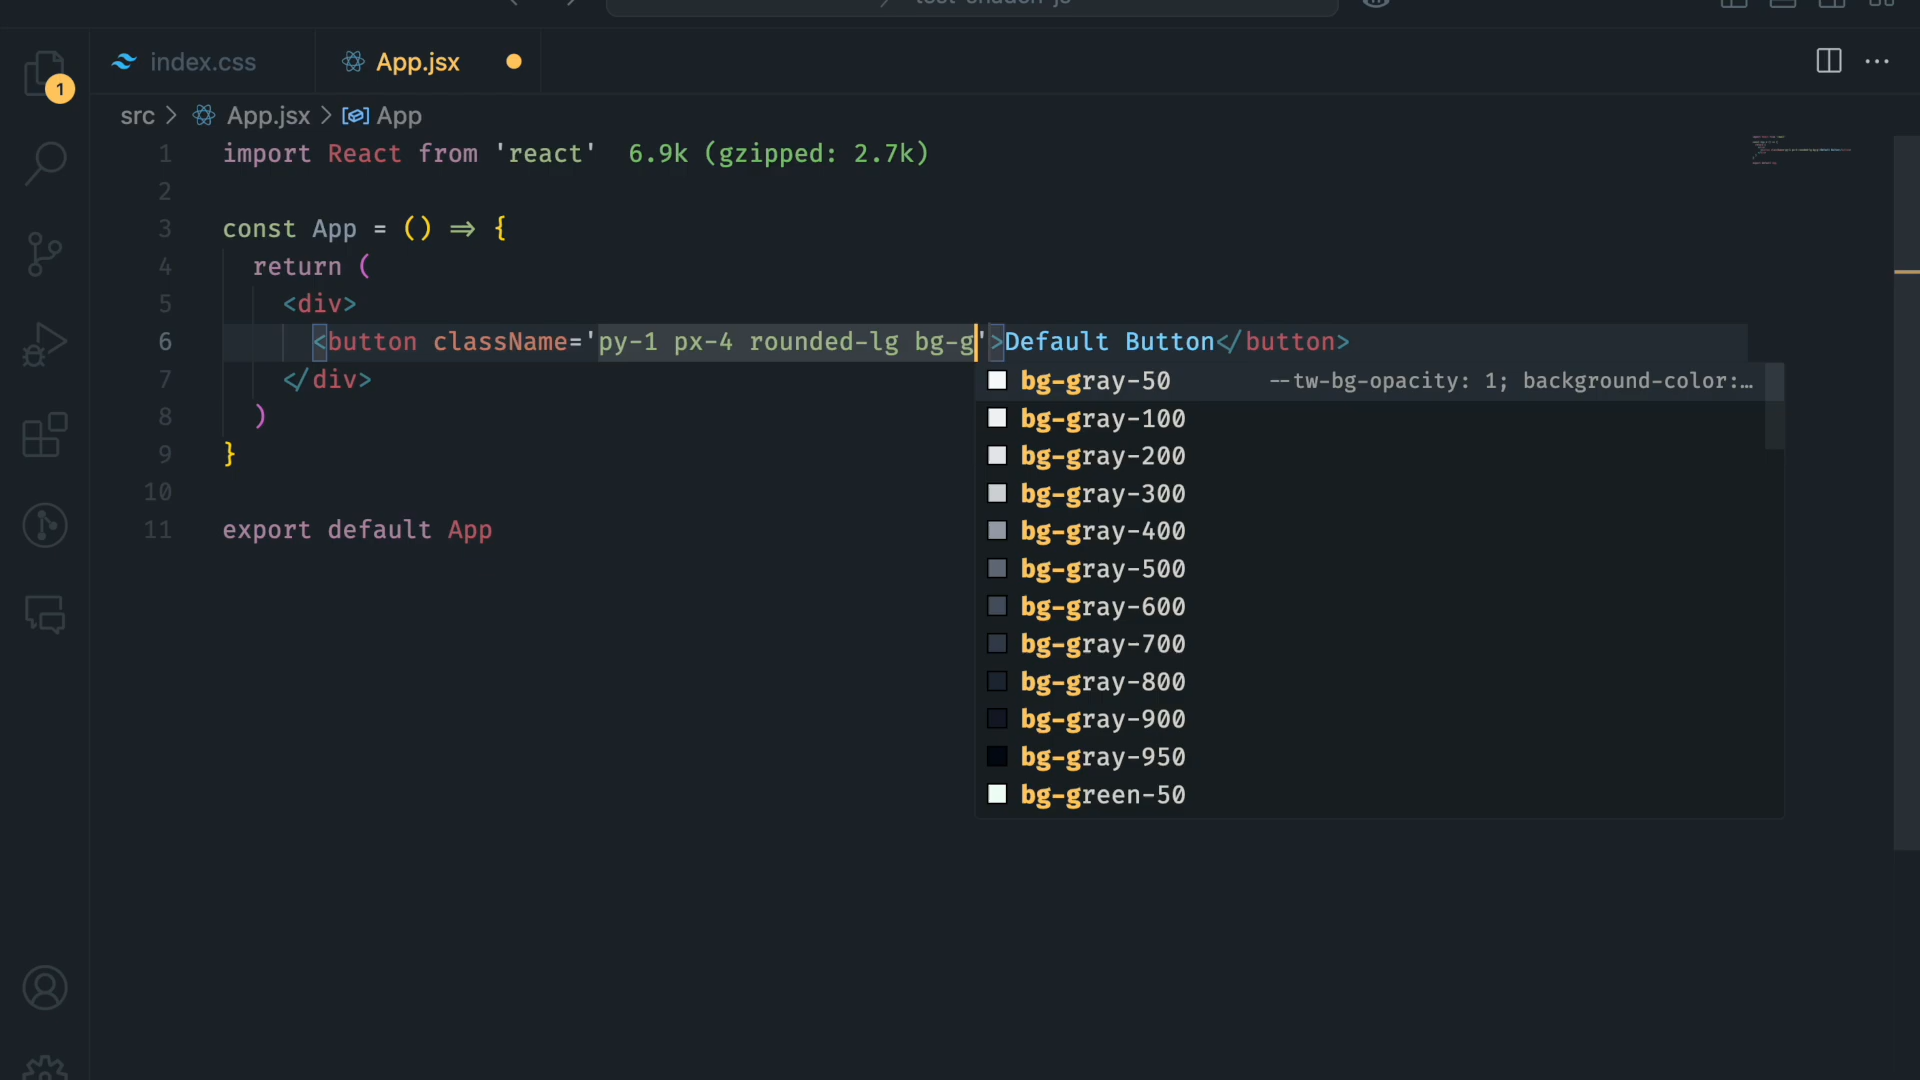 index.css
App.jsx
1
src > App.jsx > App
1 import React from 'react' 6.9k (gzipped: 2.7k)
2
3 const App = () ⇒ {
4 return (
5 <div>
6 <button className='py-1 px-4 rounded-lg bg-g'>Default Button</button>
7 </div>
8 )
9 }
10
11 export default App
bg-gray-50 --tw-bg-opacity: 1; background-color:…
bg-gray-100
bg-gray-200
bg-gray-300
bg-gray-400
bg-gray-500
bg-gray-600
bg-gray-700
bg-gray-800
bg-gray-900
bg-gray-950
bg-green-50